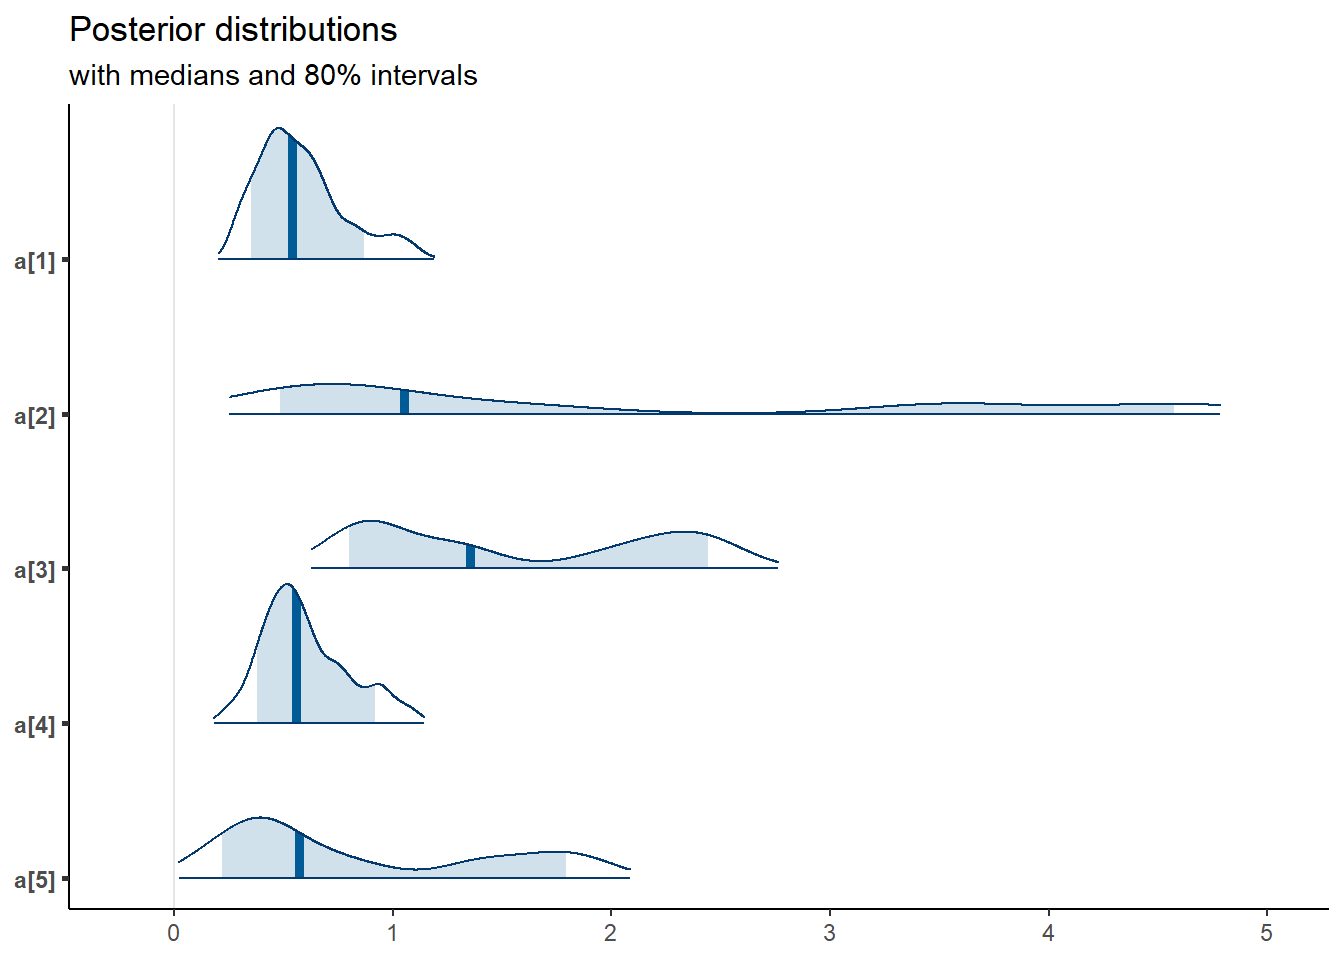 Posterior distributions
with medians and 80% intervals
a[1]
a[2]
a[3]
a[4]
a[5]
0 1 2 3 4 5